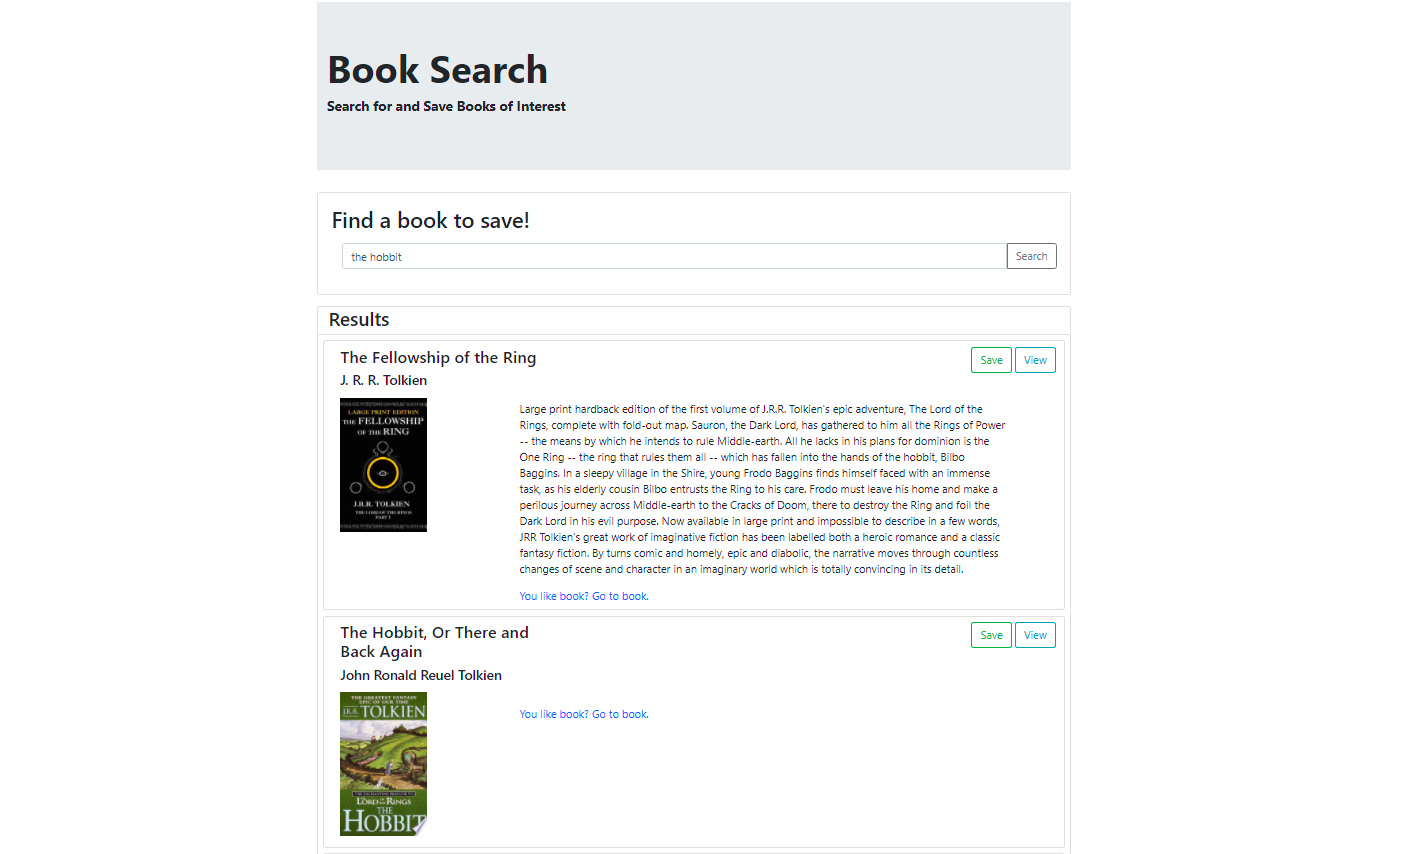 Book Search
Search for and Save Books of Interest
Find a book to save!
the hobbit
Search
Results
The Fellowship of the Ring
Save
View
J. R. R. Tolkien
LARGE PRINT EDITION
THE FELLOWSHIP
OF THE RING
J.R.R. TOLKIEN
THE LORD OF THE RINGS
PART I
Large print hardback edition of the first volume of J.R.R. Tolkien's epic adventure, The Lord of the
Rings, complete with fold-out map. Sauron, the Dark Lord, has gathered to him all the Rings of Power
-- the means by which he intends to rule Middle-earth. All he lacks in his plans for dominion is the
One Ring -- the ring that rules them all -- which has fallen into the hands of the hobbit, Bilbo
Baggins. In a sleepy village in the Shire, young Frodo Baggins finds himself faced with an immense
task, as his elderly cousin Bilbo entrusts the Ring to his care. Frodo must leave his home and make a
perilous journey across Middle-earth to the Cracks of Doom, there to destroy the Ring and foil the
Dark Lord in his evil purpose. Now available in large print and impossible to describe in a few words,
JRR Tolkien's great work of imaginative fiction has been labelled both a heroic romance and a classic
fantasy fiction. By turns comic and homely, epic and diabolic, the narrative moves through countless
changes of scene and character in an imaginary world which is totally convincing in its detail.
You like book? Go to book.
The Hobbit, Or There and
Back Again
Save
View
John Ronald Reuel Tolkien
THE GREATEST FANTASY
EPIC OF OUR TIME
J.R.R. TOLKIEN
THE ENCHANTING PRELUDE TO
THE LORD OF THE RINGS
THE
HOBBIT
You like book? Go to book.